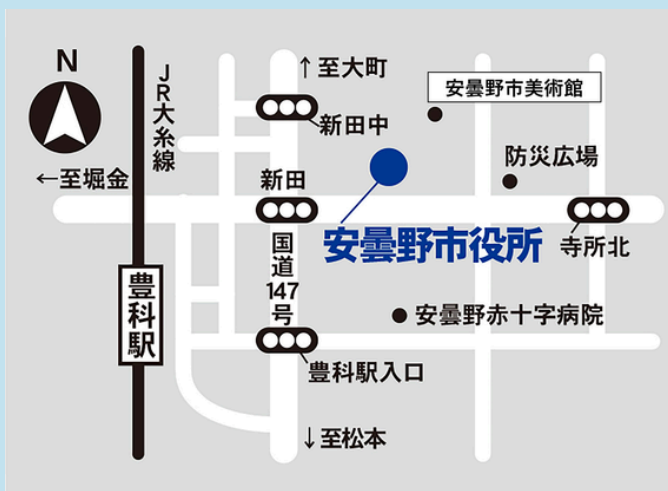 N
JR大糸線
↑至大町
新田中
安曇野市美術館
防災広場
←至堀金
新田
安曇野市役所
寺所北
国道147号
豊科駅
安曇野赤十字病院
豊科駅入口
↓至松本